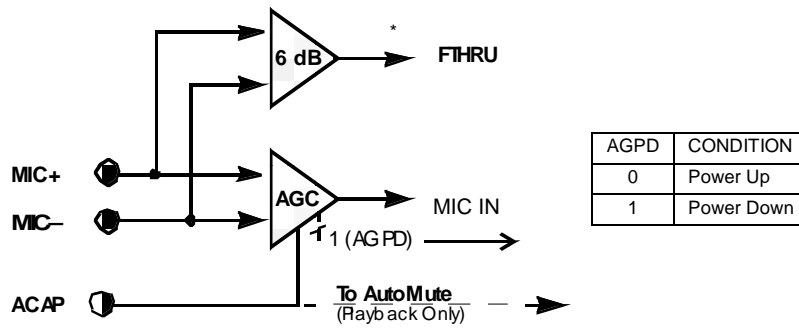 *
6 dB
FTHRU
MIC+
AGC
MIC IN
MIC–
1 (AGPD)
ACAP
To AutoMute
(Playback Only)
AGPD CONDITION
0 Power Up
1 Power Down